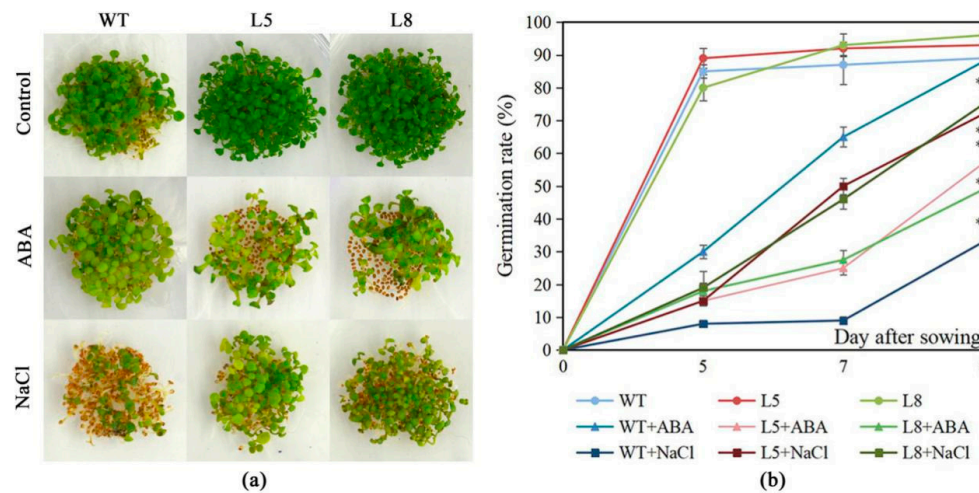 WT L5 L8
Control
ABA
NaCl
(a)
Germination rate (%)
100
90
80
70
60
50
40
30
20
10
0
*
*
*
*
Day after sowing
0 5 7
WT L5 L8
WT+ABA L5+ABA L8+ABA
WT+NaCl L5+NaCl L8+NaCl
(b)